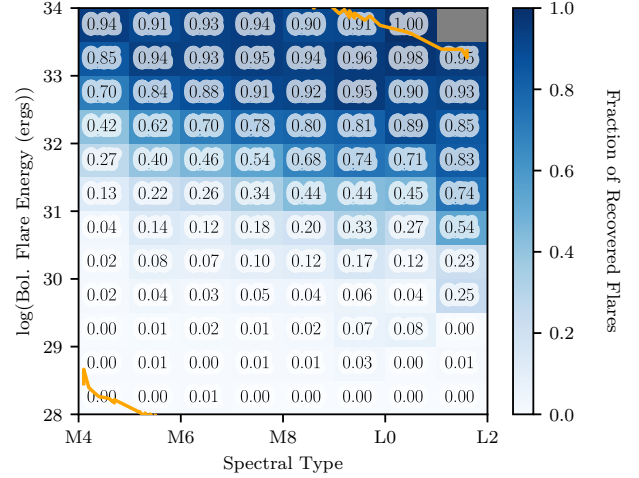 log(Bol. Flare Energy (ergs))
34
33
32
31
30
29
28
0.94 0.91 0.93 0.94 0.90 0.91 1.00
0.85 0.94 0.93 0.95 0.94 0.96 0.98
0.70 0.84 0.88 0.91 0.92 0.95 0.90 0.93
0.42 0.62 0.70 0.78 0.80 0.81 0.89 0.85
0.27 0.40 0.46 0.54 0.68 0.74 0.71 0.83
0.13 0.22 0.26 0.34 0.44 0.44 0.45 0.74
0.04 0.14 0.12 0.18 0.20 0.33 0.27 0.54
0.02 0.08 0.07 0.10 0.12 0.17 0.12 0.23
0.02 0.04 0.03 0.05 0.04 0.06 0.04 0.25
0.00 0.01 0.02 0.01 0.02 0.07 0.08 0.00
0.00 0.00 0.01 0.01 0.01 0.03 0.00 0.01
0.00 0.00 0.01 0.00 0.00 0.00 0.00 0.00
M4 M6 M8 L0 L2
Spectral Type
1.0
0.8
0.6
0.4
0.2
0.0
Fraction of Recovered Flares